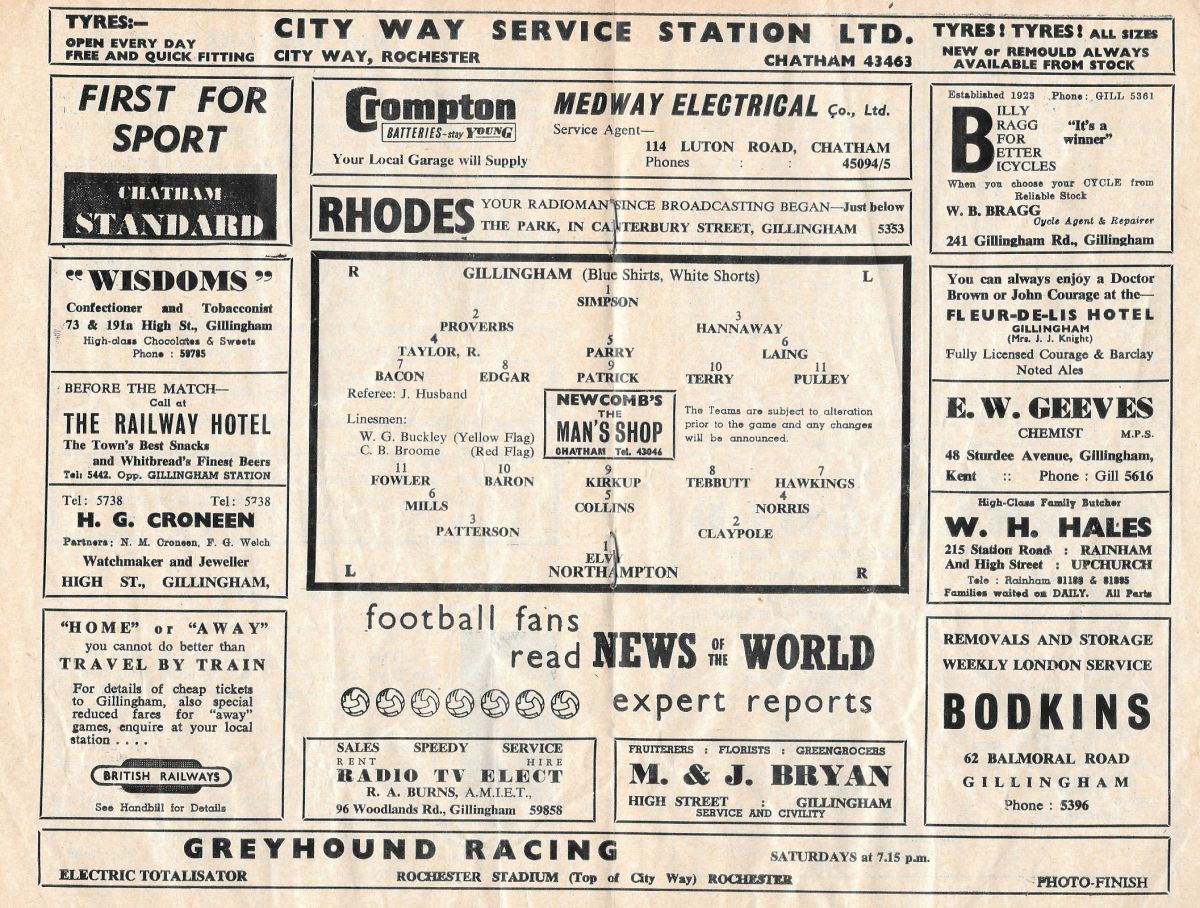 TYRES:—
OPEN EVERY DAY
FREE AND QUICK FITTING
CITY WAY SERVICE STATION LTD.
CITY WAY, ROCHESTER
CHATHAM 43463
TYRES! TYRES! ALL SIZES
NEW or REMOULD ALWAYS
AVAILABLE FROM STOCK
FIRST FOR
SPORT
CHATHAM
STANDARD
Crompton
BATTERIES-stay YOUNG
Your Local Garage will Supply
MEDWAY ELECTRICAL Co., Ltd.
Service Agent—
114 LUTON ROAD, CHATHAM
Phones : : 45094/5
Established 1923 Phone: GILL 5361
BILLY
BRAGG
FOR
BETTER
BICYCLES
"It's a
winner"
When you choose your CYCLE from
Reliable Stock
W. B. BRAGG
Cycle Agent & Repairer
241 Gillingham Rd., Gillingham
RHODES
YOUR RADIOMAN SINCE BROADCASTING BEGAN—Just below
THE PARK, IN CANTERBURY STREET, GILLINGHAM 5353
"WISDOMS"
Confectioner and Tobacconist
73 & 191a High St., Gillingham
High-class Chocolates & Sweets
Phone : 59785
BEFORE THE MATCH—
Call at
THE RAILWAY HOTEL
The Town's Best Snacks
and Whitbread's Finest Beers
Tel: 5442. Opp. GILLINGHAM STATION
Tel: 5738 Tel: 5738
H. G. CRONEEN
Partners: N. M. Croneen, F. G. Welch
Watchmaker and Jeweller
HIGH ST., GILLINGHAM,
R GILLINGHAM (Blue Shirts, White Shorts) L
1
SIMPSON
2 3
PROVERBS HANNAWAY
4 5 6
TAYLOR, R. PARRY LAING
7 8 9 10 11
BACON EDGAR PATRICK TERRY PULLEY
Referee: J. Husband
Linesmen:
W. G. Buckley (Yellow Flag)
C. B. Broome (Red Flag)
NEWCOMB'S
THE
MAN'S SHOP
CHATHAM Tel. 43046
The Teams are subject to alteration
prior to the game and any changes
will be announced.
11 10 9 8 7
FOWLER BARON KIRKUP TEBBUTT HAWKINGS
6 5 4
MILLS COLLINS NORRIS
3 2
PATTERSON CLAYPOLE
1
ELVY
L NORTHAMPTON R
You can always enjoy a Doctor
Brown or John Courage at the—
FLEUR-DE-LIS HOTEL
GILLINGHAM
(Mrs. J. J. Knight)
Fully Licensed Courage & Barclay
Noted Ales
E. W. GEEVES
CHEMIST M.P.S.
48 Sturdee Avenue, Gillingham,
Kent :: Phone : Gill 5616
High-Class Family Butcher
W. H. HALES
215 Station Road : RAINHAM
And High Street : UPCHURCH
Tele : Rainham 81189 & 81895
Families waited on DAILY. All Parts
"HOME" or "AWAY"
you cannot do better than
TRAVEL BY TRAIN
For details of cheap tickets
to Gillingham, also special
reduced fares for "away"
games, enquire at your local
station . . . .
BRITISH RAILWAYS
See Handbill for Details
football fans
read NEWS OF THE WORLD
expert reports
SALES SPEEDY SERVICE
RENT HIRE
RADIO TV ELECT
R. A. BURNS, A.M.I.E.T.,
96 Woodlands Rd., Gillingham 59858
FRUITERERS : FLORISTS : GREENGROCERS
M. & J. BRYAN
HIGH STREET : GILLINGHAM
SERVICE AND CIVILITY
REMOVALS AND STORAGE
WEEKLY LONDON SERVICE
BODKINS
62 BALMORAL ROAD
GILLINGHAM
Phone : 5396
GREYHOUND RACING SATURDAYS at 7.15 p.m.
ELECTRIC TOTALISATOR ROCHESTER STADIUM (Top of City Way) ROCHESTER PHOTO-FINISH